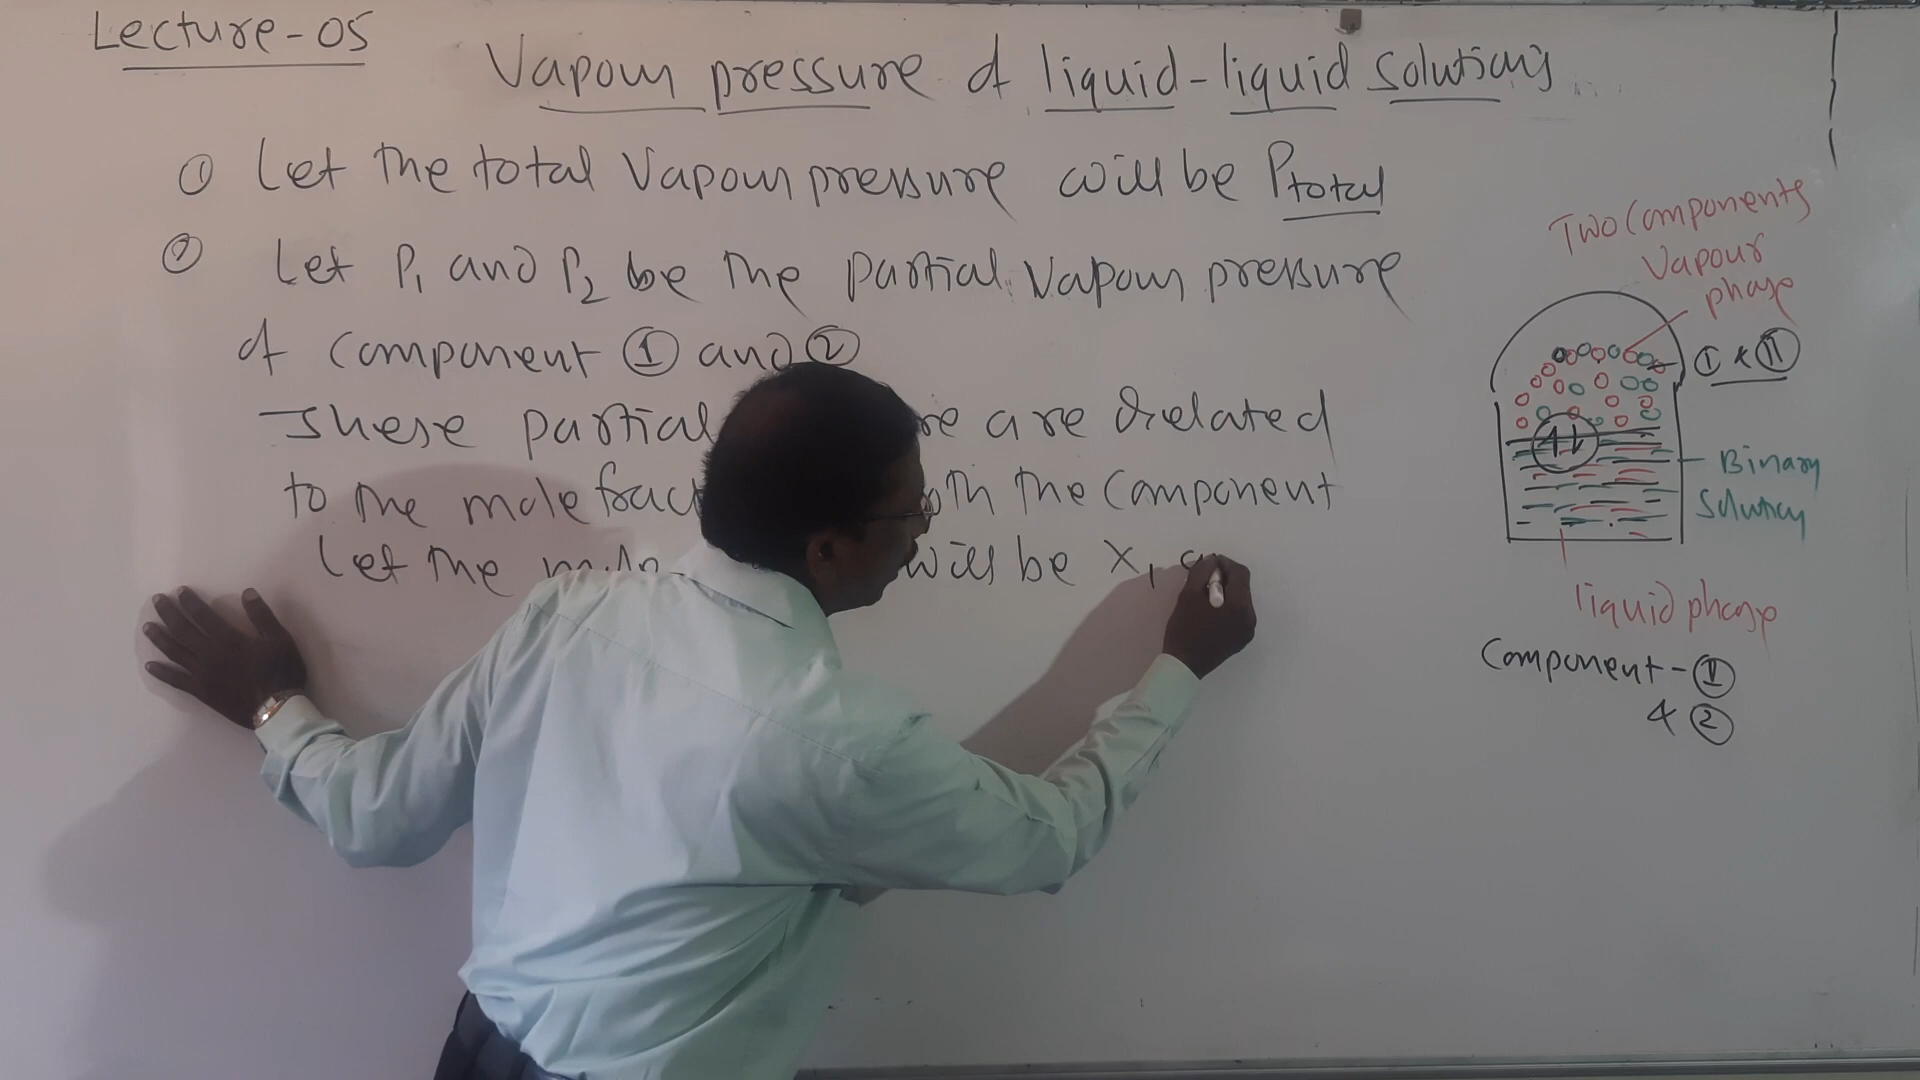 Lecture-05
Vapour pressure of liquid-liquid solutions
① Let the total Vapour pressure will be Ptotal
② Let P1 and P2 be the partial Vapour pressure
of component ① and ②
These partial are related
to the mole the component
Let the will be x1
Two Components
Vapour
phase
Ⓘ & Ⓘ Ⓘ
Binary
Solution
liquid phase
Component - ①
& ②